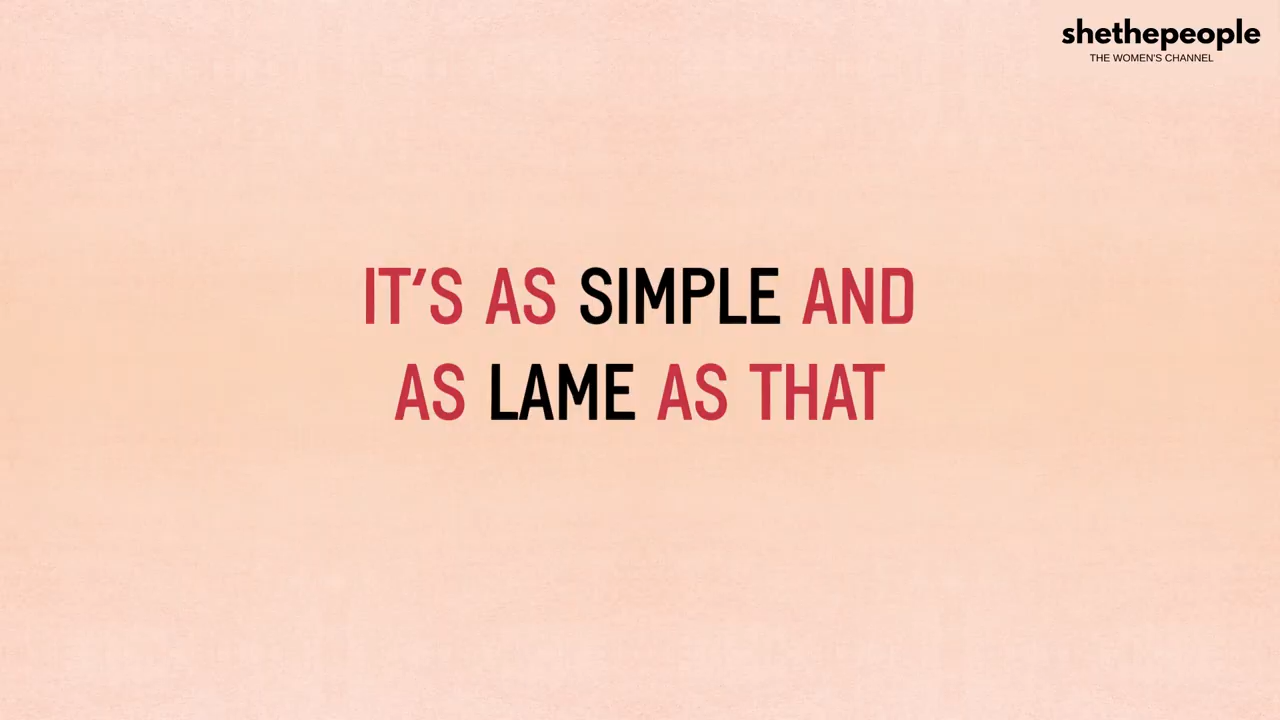 shethepeople
THE WOMEN'S CHANNEL
IT'S AS SIMPLE AND
AS LAME AS THAT